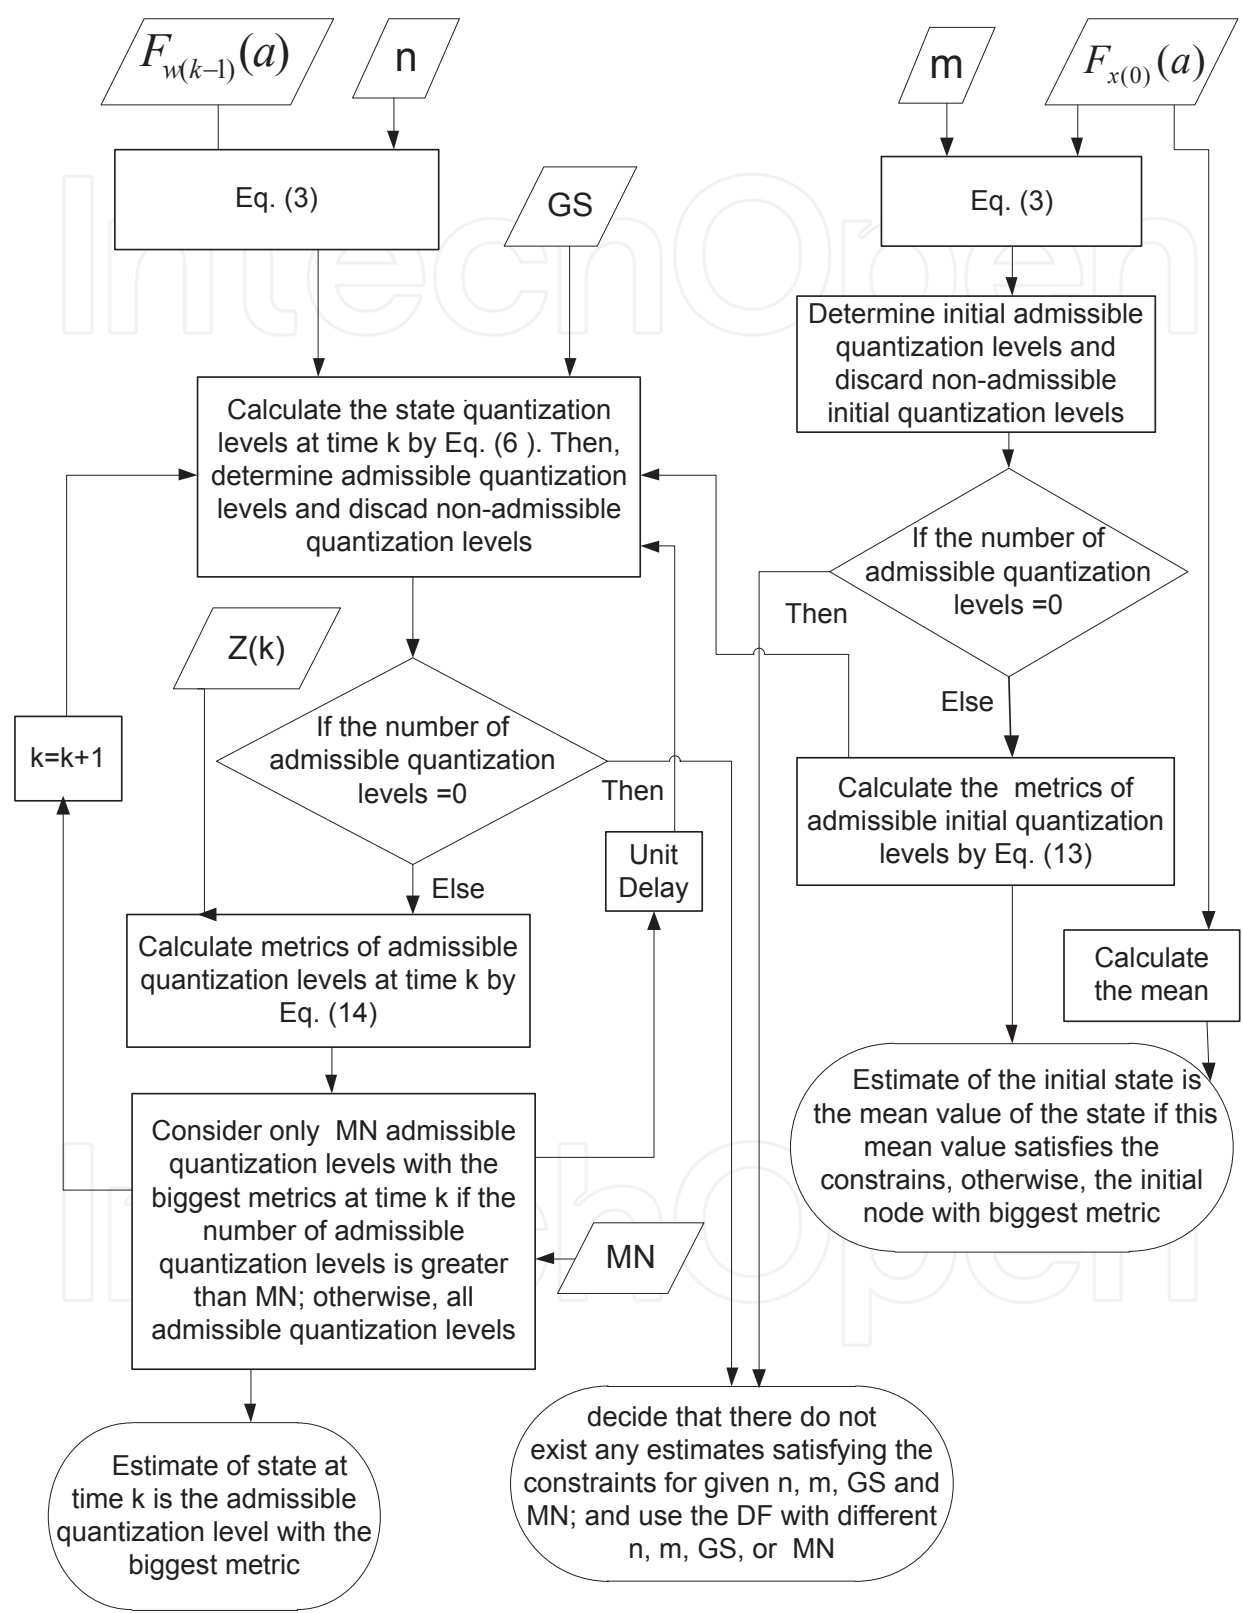 F_{w(k-1)}(a)
n
m
F_{x(0)}(a)
Eq. (3)
GS
Eq. (3)
Determine initial admissible
quantization levels and
discard non-admissible
initial quantization levels
Calculate the state quantization
levels at time k by Eq. (6 ). Then,
determine admissible quantization
levels and discad non-admissible
quantization levels
If the number of
admissible quantization
levels =0
Then
Else
Z(k)
k=k+1
If the number of
admissible quantization
levels =0
Then
Else
Unit
Delay
Calculate the metrics of
admissible initial quantization
levels by Eq. (13)
Calculate metrics of admissible
quantization levels at time k by
Eq. (14)
Calculate
the mean
Estimate of the initial state is
the mean value of the state if this
mean value satisfies the
constrains, otherwise, the initial
node with biggest metric
Consider only MN admissible
quantization levels with the
biggest metrics at time k if the
number of admissible
quantization levels is greater
than MN; otherwise, all
admissible quantization levels
MN
Estimate of state at
time k is the admissible
quantization level with the
biggest metric
decide that there do not
exist any estimates satisfying the
constraints for given n, m, GS and
MN; and use the DF with different
n, m, GS, or MN
IntechOpen
IntechOpen